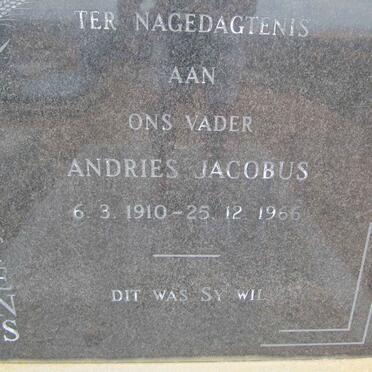 TER NAGEDAGTENIS
AAN
ONS VADER
ANDRIES JACOBUS
6. 3. 1910 - 25. 12. 1966
DIT WAS SY WIL